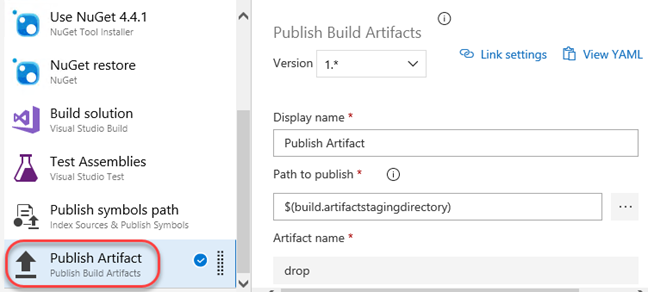 Use NuGet 4.4.1
NuGet Tool Installer
NuGet restore
NuGet
Build solution
Visual Studio Build
Test Assemblies
Visual Studio Test
Publish symbols path
Index Sources & Publish Symbols
Publish Artifact
Publish Build Artifacts
Publish Build Artifacts
Version 1.*
Link settings
View YAML
Display name *
Publish Artifact
Path to publish *
$(build.artifactstagingdirectory)
Artifact name *
drop